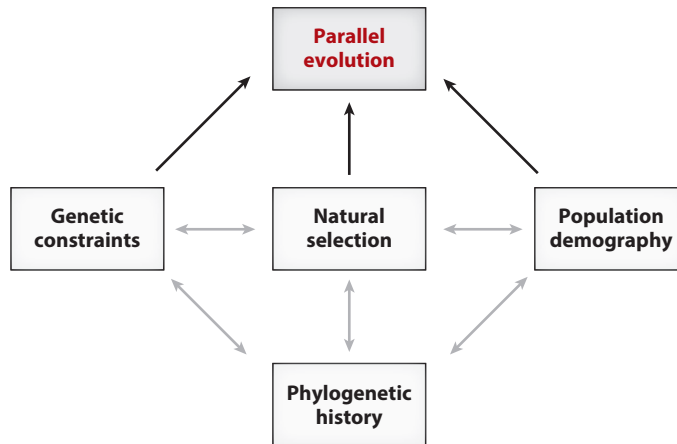 Parallel
evolution
Genetic
constraints
Natural
selection
Population
demography
Phylogenetic
history